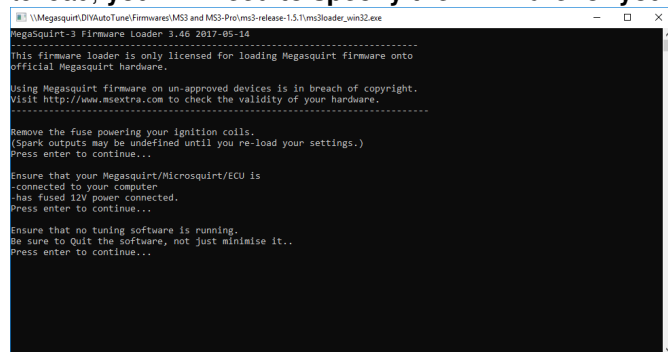 \\Megasquirt\DIYAutoTune\Firmwares\MS3 and MS3-Pro\ms3-release-1.5.1\ms3loader_win32.exe
MegaSquirt-3 Firmware Loader 3.46 2017-05-14
--------------------------------------------------------------------------------
This firmware loader is only licensed for loading Megasquirt firmware onto
official Megasquirt hardware.
Using Megasquirt firmware on un-approved devices is in breach of copyright.
Visit http://www.msextra.com to check the validity of your hardware.
--------------------------------------------------------------------------------
Remove the fuse powering your ignition coils.
(Spark outputs may be undefined until you re-load your settings.)
Press enter to continue...
Ensure that your Megasquirt/Microsquirt/ECU is
-connected to your computer
-has fused 12V power connected.
Press enter to continue...
Ensure that no tuning software is running.
Be sure to Quit the software, not just minimise it..
Press enter to continue...